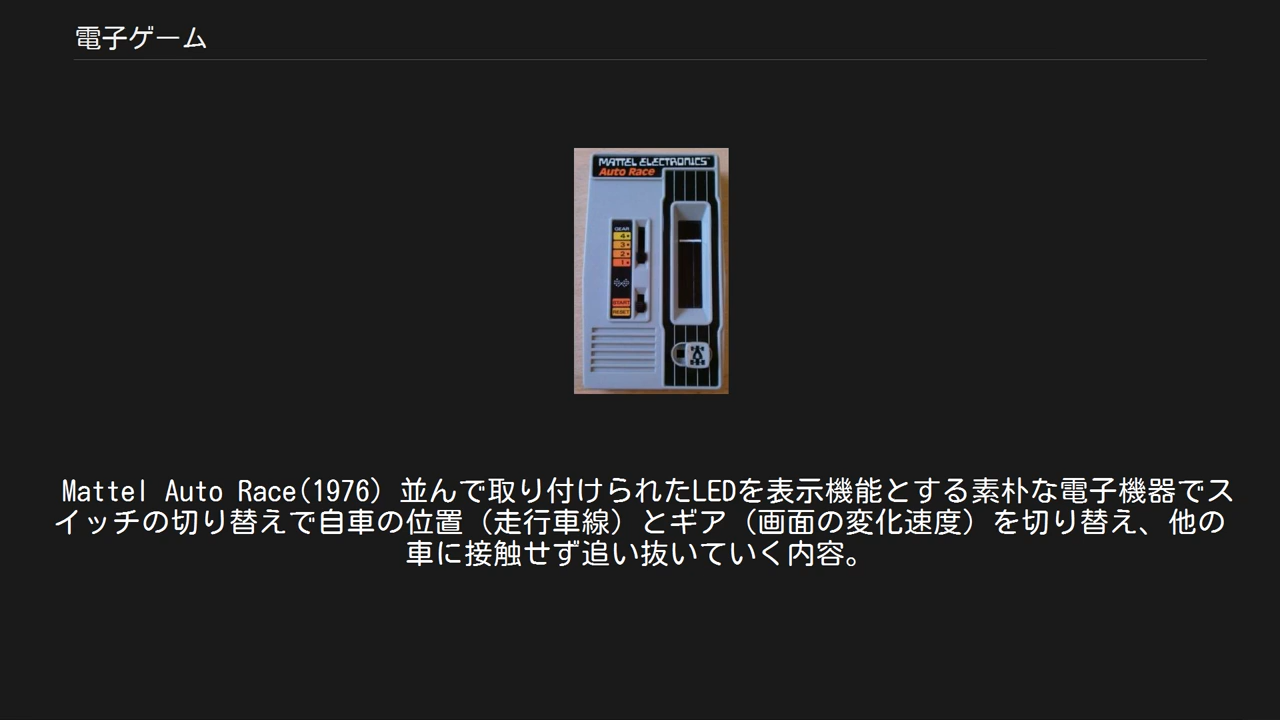 電子ゲーム
MATTEL ELECTRONICS
Auto Race
GEAR
4
3
2
1
START
RESET
Mattel Auto Race(1976) 並んで取り付けられたLEDを表示機能とする素朴な電子機器でス
イッチの切り替えで自車の位置（走行車線）とギア（画面の変化速度）を切り替え、他の
車に接触せず追い抜いていく内容。